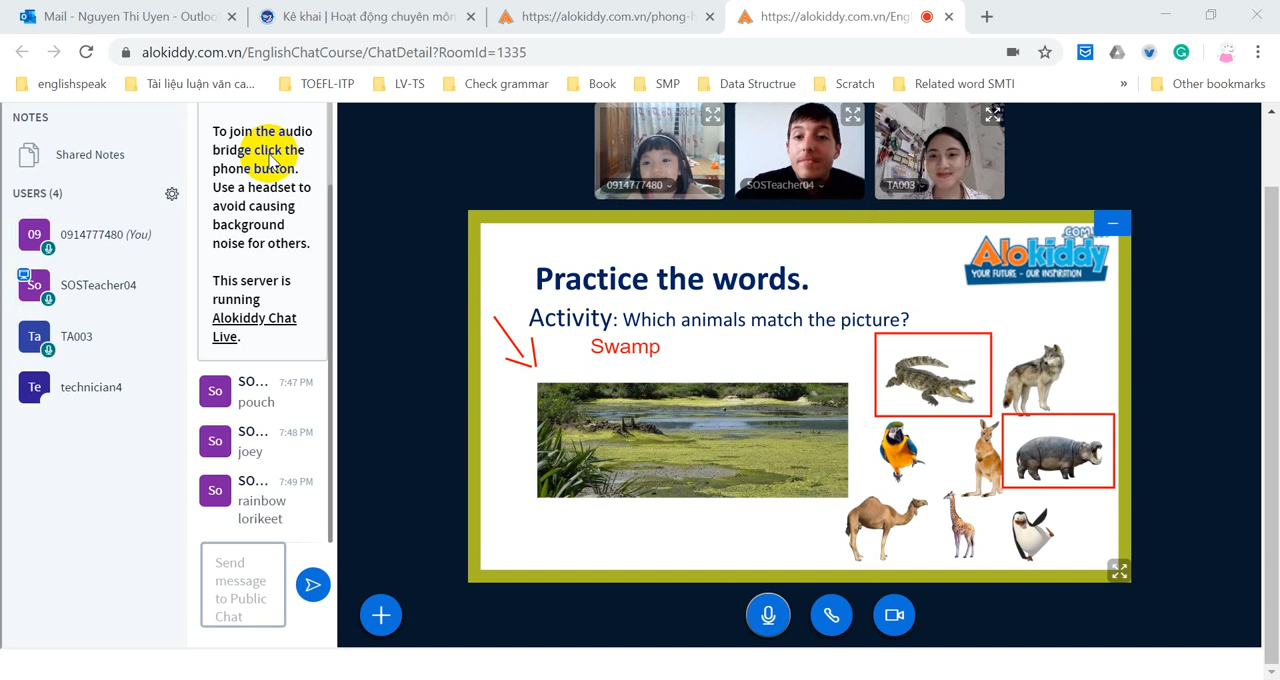 Mail - Nguyen Thi Uyen - Outlo
Kê khai | Hoạt động chuyên môn
https://alokiddy.com.vn/phong-h
https://alokiddy.com.vn/Eng
alokiddy.com.vn/EnglishChatCourse/ChatDetail?RoomId=1335
englishspeak
Tài liệu luận văn ca...
TOEFL-ITP
LV-TS
Check grammar
Book
SMP
Data Structrue
Scratch
Related word SMTI
»
Other bookmarks
NOTES
Shared Notes
USERS (4)
09
0914777480 (You)
So
SOSTeacher04
Ta
TA003
Te
technician4
To join the audio
bridge click the
phone button.
Use a headset to
avoid causing
background
noise for others.
This server is
running
Alokiddy Chat
Live.
So
SO... 7:47 PM
pouch
So
SO... 7:48 PM
joey
So
SO... 7:49 PM
rainbow
lorikeet
Send
message
to Public
Chat
0914777480
SOSTeacher04
TA003
.COM.VN
Alokiddy
YOUR FUTURE - OUR INSPIRATION
Practice the words.
Activity: Which animals match the picture?
Swamp